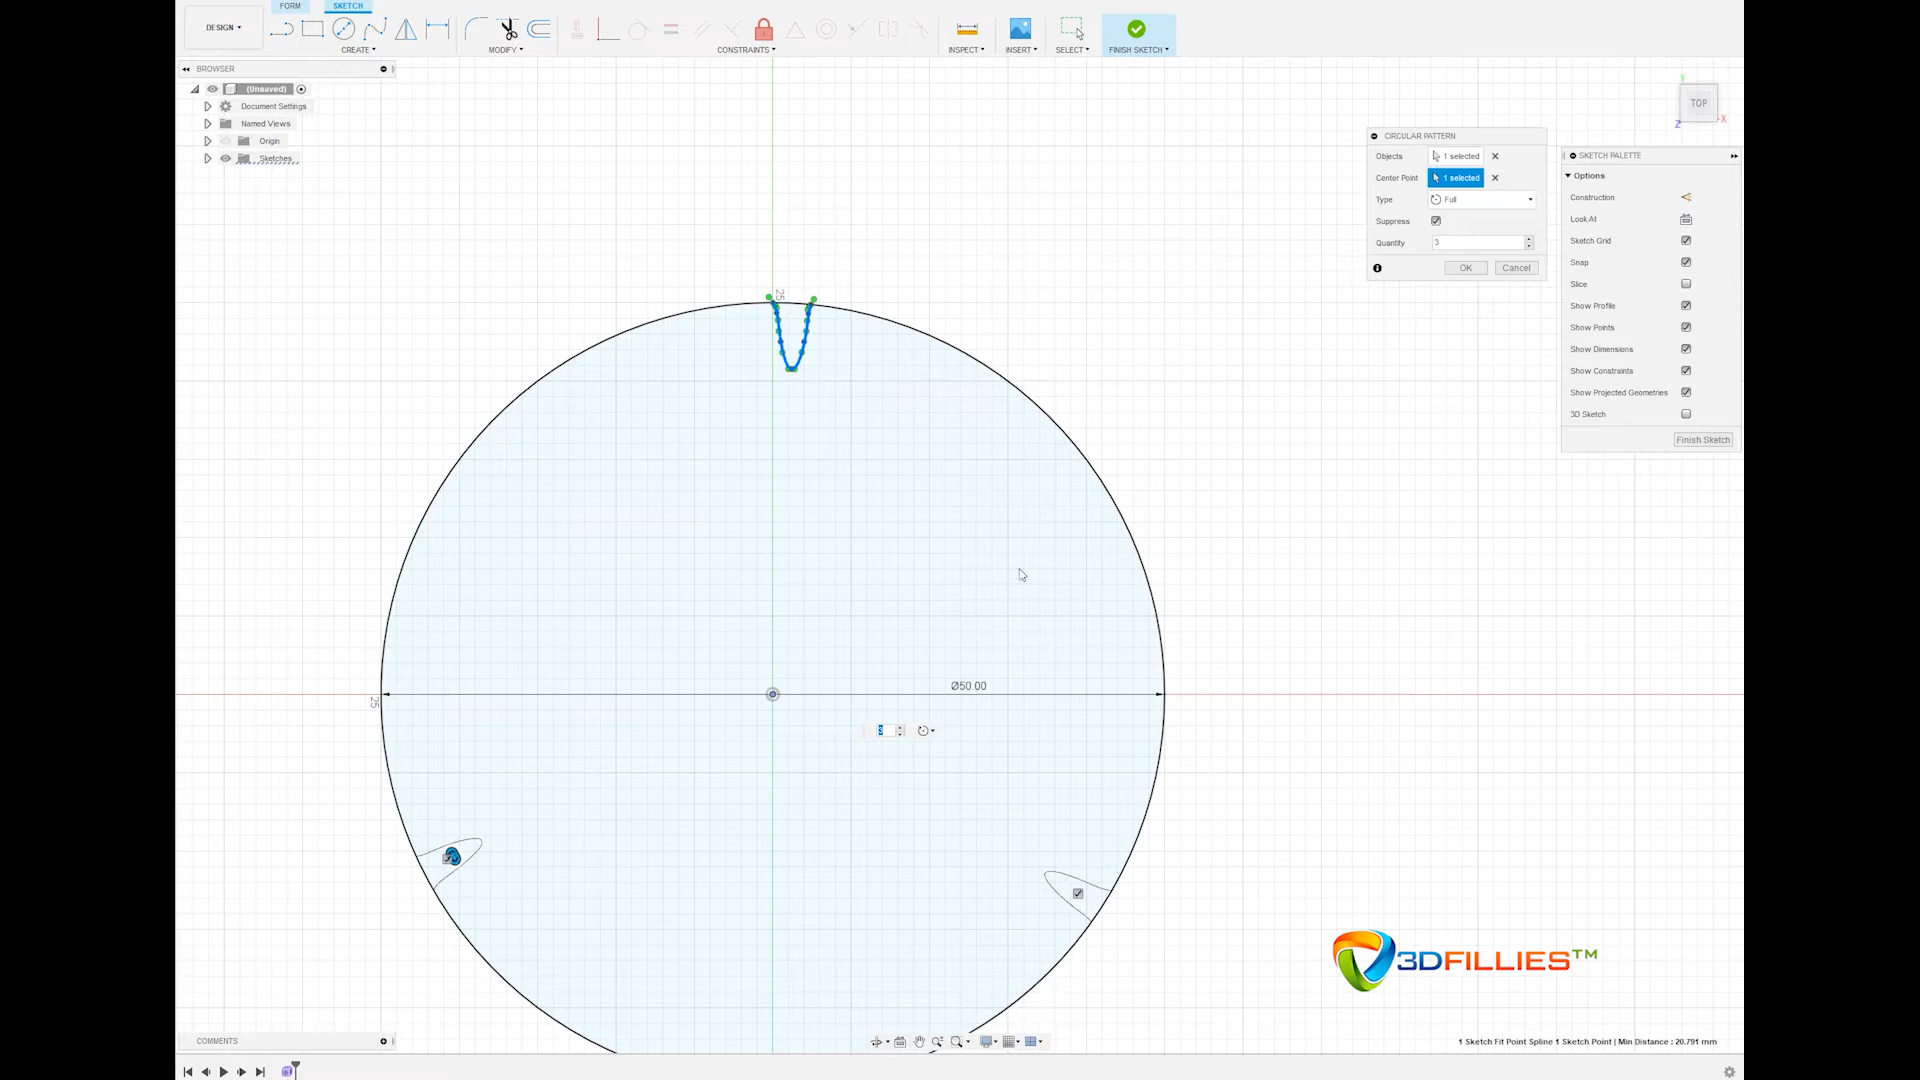 FORM
SKETCH
DESIGN
CREATE
MODIFY
CONSTRAINTS
INSPECT
INSERT
SELECT
FINISH SKETCH
BROWSER
(Unsaved)
Document Settings
Named Views
Origin
Sketches
TOP
Y
X
Z
CIRCULAR PATTERN
Objects 1 selected
Center Point 1 selected
Type Full
Suppress
Quantity 3
OK Cancel
SKETCH PALETTE
Options
Construction
Look At
Sketch Grid
Snap
Slice
Show Profile
Show Points
Show Dimensions
Show Constraints
Show Projected Geometries
3D Sketch
Finish Sketch
25
Ø50.00
25
3
3DFILLIES™
COMMENTS
1 Sketch Fit Point Spline 1 Sketch Point | Min Distance : 20.791 mm